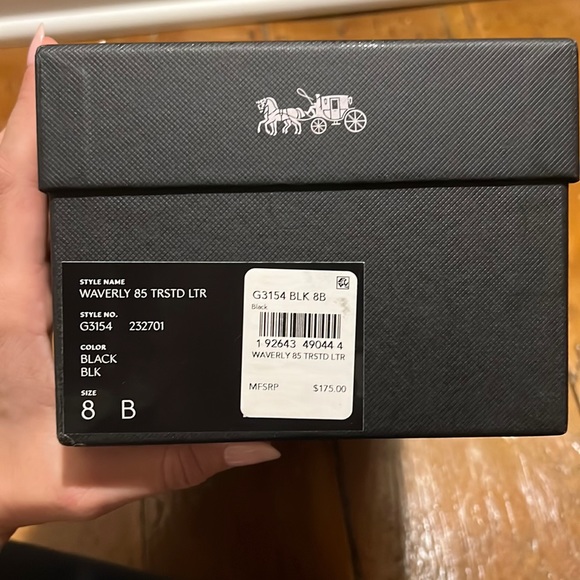 STYLE NAME
WAVERLY 85 TRSTD LTR
STYLE NO.
G3154 232701
COLOR
BLACK
BLK
SIZE
8 B
G3154 BLK 8B
Black
1 92643 49044 4
WAVERLY 85 TRSTD LTR
MFSRP $175.00